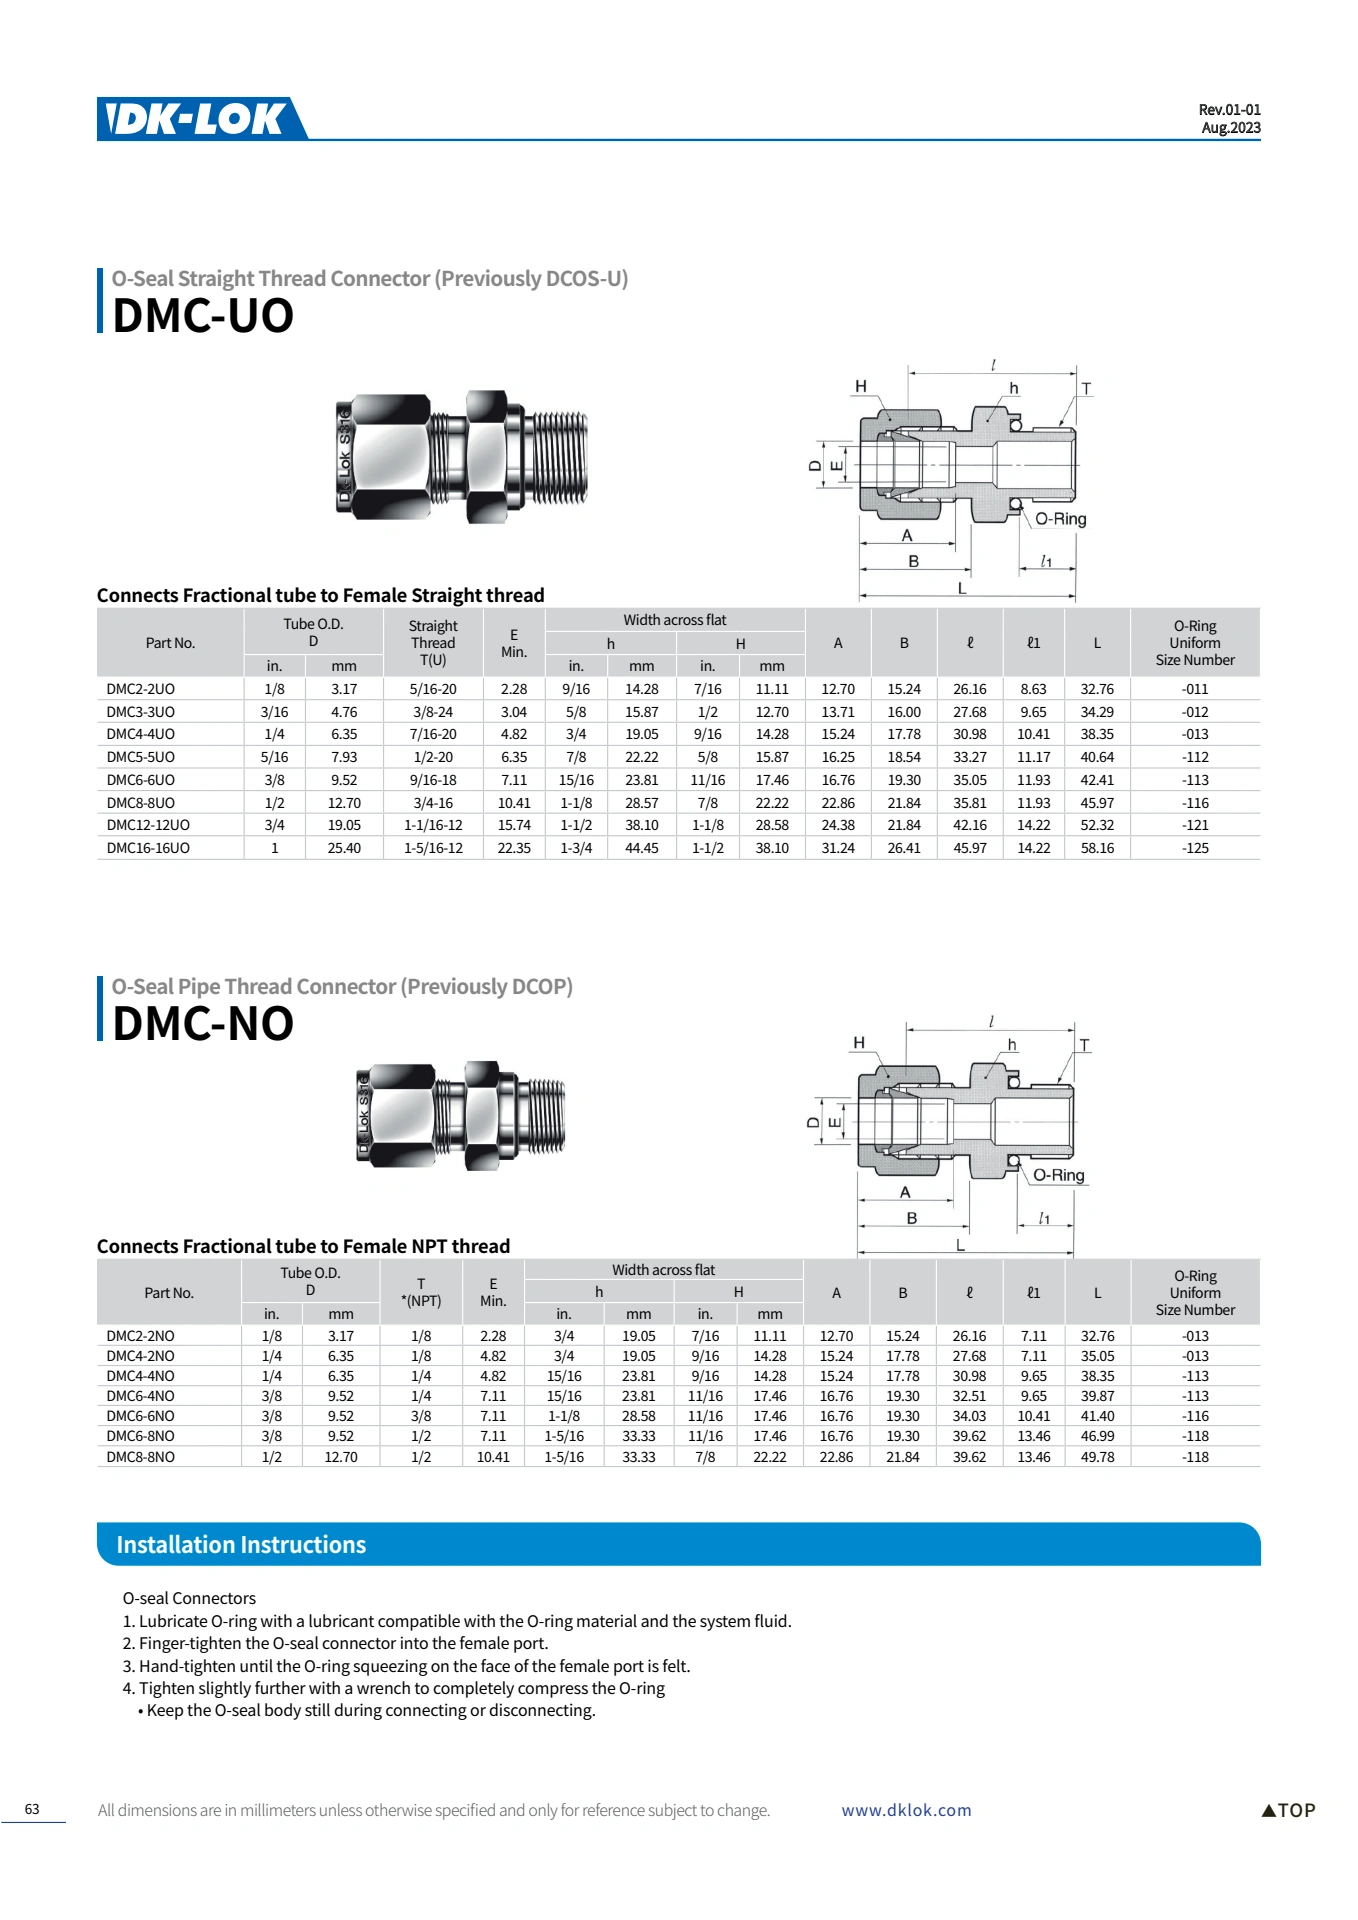 DK-LOK
Rev.01-01
Aug.2023
O-Seal Straight Thread Connector (Previously DCOS-U)
DMC-UO
Dk-Lok S316
l
H
h
T
D
E
O-Ring
A
B
l1
L
Connects Fractional tube to Female Straight thread
Part No. Tube O.D. D Straight Thread T(U) E Min. Width across flat A B ℓ ℓ1 L O-Ring Uniform Size Number
h H
in. mm in. mm in. mm
DMC2-2UO 1/8 3.17 5/16-20 2.28 9/16 14.28 7/16 11.11 12.70 15.24 26.16 8.63 32.76 -011
DMC3-3UO 3/16 4.76 3/8-24 3.04 5/8 15.87 1/2 12.70 13.71 16.00 27.68 9.65 34.29 -012
DMC4-4UO 1/4 6.35 7/16-20 4.82 3/4 19.05 9/16 14.28 15.24 17.78 30.98 10.41 38.35 -013
DMC5-5UO 5/16 7.93 1/2-20 6.35 7/8 22.22 5/8 15.87 16.25 18.54 33.27 11.17 40.64 -112
DMC6-6UO 3/8 9.52 9/16-18 7.11 15/16 23.81 11/16 17.46 16.76 19.30 35.05 11.93 42.41 -113
DMC8-8UO 1/2 12.70 3/4-16 10.41 1-1/8 28.57 7/8 22.22 22.86 21.84 35.81 11.93 45.97 -116
DMC12-12UO 3/4 19.05 1-1/16-12 15.74 1-1/2 38.10 1-1/8 28.58 24.38 21.84 42.16 14.22 52.32 -121
DMC16-16UO 1 25.40 1-5/16-12 22.35 1-3/4 44.45 1-1/2 38.10 31.24 26.41 45.97 14.22 58.16 -125
O-Seal Pipe Thread Connector (Previously DCOP)
DMC-NO
Dk-Lok S316
l
H
h
T
D
E
O-Ring
A
B
l1
L
Connects Fractional tube to Female NPT thread
Part No. Tube O.D. D T *(NPT) E Min. Width across flat A B ℓ ℓ1 L O-Ring Uniform Size Number
h H
in. mm in. mm in. mm
DMC2-2NO 1/8 3.17 1/8 2.28 3/4 19.05 7/16 11.11 12.70 15.24 26.16 7.11 32.76 -013
DMC4-2NO 1/4 6.35 1/8 4.82 3/4 19.05 9/16 14.28 15.24 17.78 27.68 7.11 35.05 -013
DMC4-4NO 1/4 6.35 1/4 4.82 15/16 23.81 9/16 14.28 15.24 17.78 30.98 9.65 38.35 -113
DMC6-4NO 3/8 9.52 1/4 7.11 15/16 23.81 11/16 17.46 16.76 19.30 32.51 9.65 39.87 -113
DMC6-6NO 3/8 9.52 3/8 7.11 1-1/8 28.58 11/16 17.46 16.76 19.30 34.03 10.41 41.40 -116
DMC6-8NO 3/8 9.52 1/2 7.11 1-5/16 33.33 11/16 17.46 16.76 19.30 39.62 13.46 46.99 -118
DMC8-8NO 1/2 12.70 1/2 10.41 1-5/16 33.33 7/8 22.22 22.86 21.84 39.62 13.46 49.78 -118
Installation Instructions
O-seal Connectors
1. Lubricate O-ring with a lubricant compatible with the O-ring material and the system fluid.
2. Finger-tighten the O-seal connector into the female port.
3. Hand-tighten until the O-ring squeezing on the face of the female port is felt.
4. Tighten slightly further with a wrench to completely compress the O-ring
• Keep the O-seal body still during connecting or disconnecting.
63
All dimensions are in millimeters unless otherwise specified and only for reference subject to change.
www.dklok.com
▲TOP